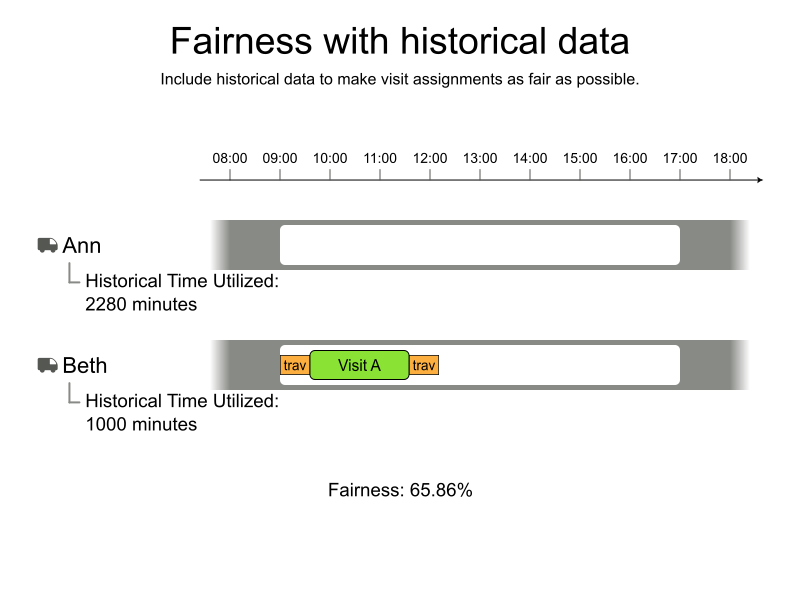 Fairness with historical data
Include historical data to make visit assignments as fair as possible.
08:00 09:00 10:00 11:00 12:00 13:00 14:00 15:00 16:00 17:00 18:00
Ann
Historical Time Utilized:
2280 minutes
Beth
trav Visit A trav
Historical Time Utilized:
1000 minutes
Fairness: 65.86%